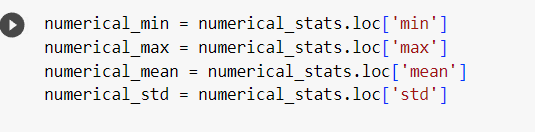 numerical_min = numerical_stats.loc['min']
numerical_max = numerical_stats.loc['max']
numerical_mean = numerical_stats.loc['mean']
numerical_std = numerical_stats.loc['std']